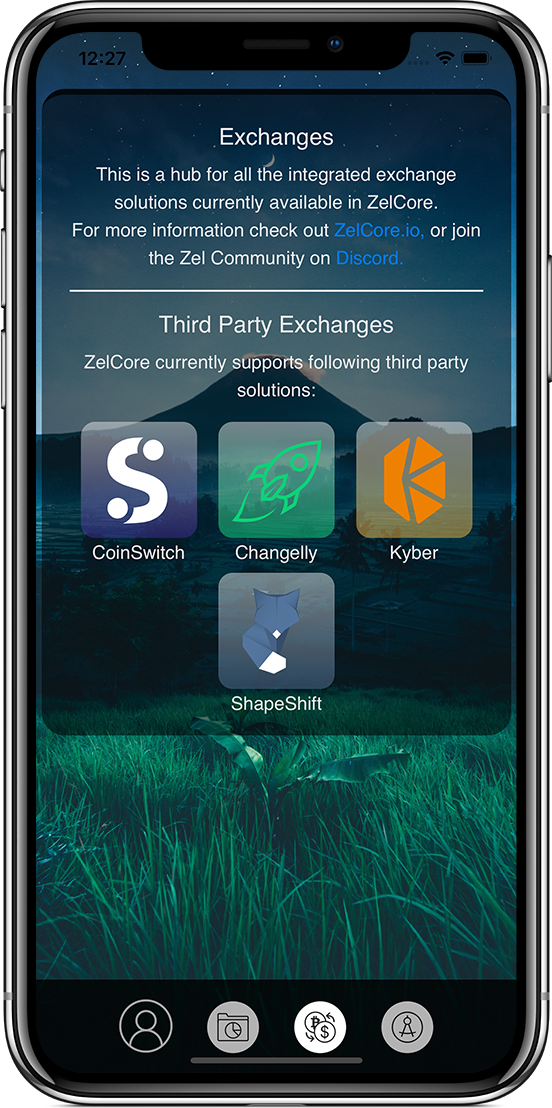 12:27
Exchanges
This is a hub for all the integrated exchange
solutions currently available in ZelCore.
For more information check out ZelCore.io, or join
the Zel Community on Discord.
Third Party Exchanges
ZelCore currently supports following third party
solutions:
CoinSwitch Changelly Kyber
ShapeShift